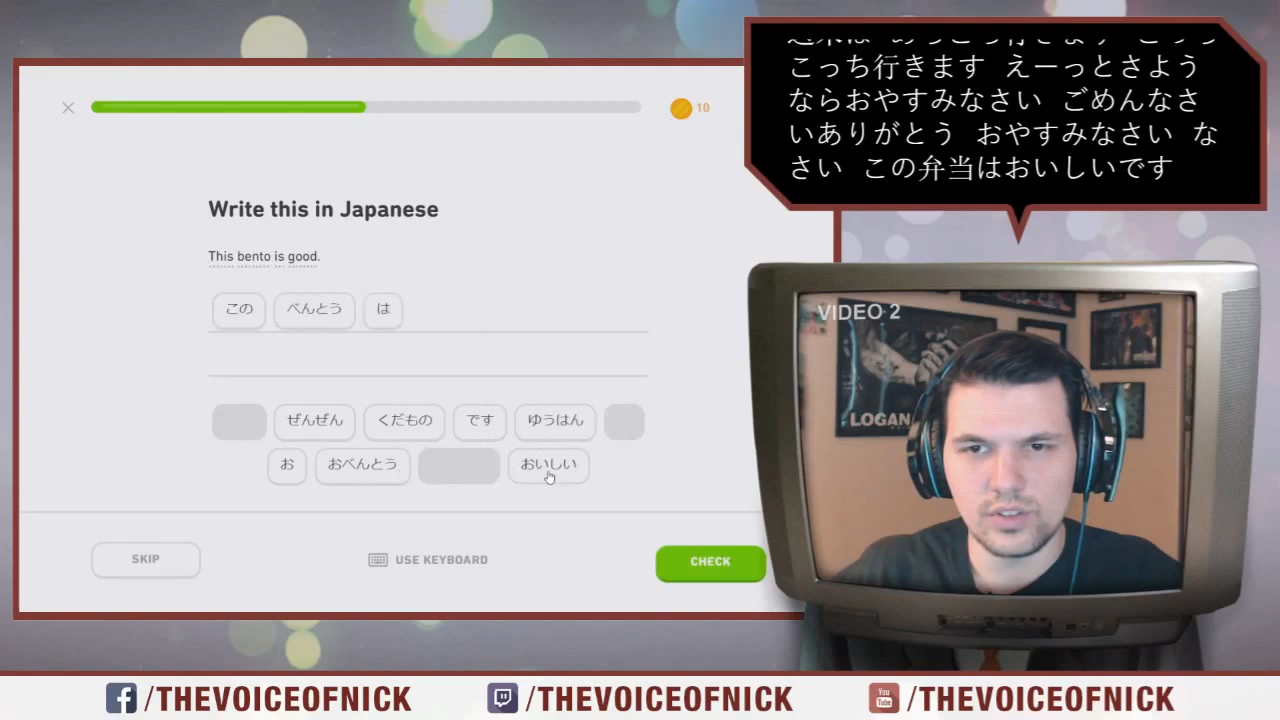 こっち行きます えーっとさよう
ならおやすみなさい ごめんなさ
いありがとう おやすみなさい な
さい この弁当はおいしいです
10
Write this in Japanese
This bento is good.
この べんとう は
ぜんぜん くだもの です ゆうはん
お おべんとう おいしい
SKIP
USE KEYBOARD
CHECK
VIDEO 2
LOGAN
/THEVOICEOFNICK
/THEVOICEOFNICK
You Tube
/THEVOICEOFNICK